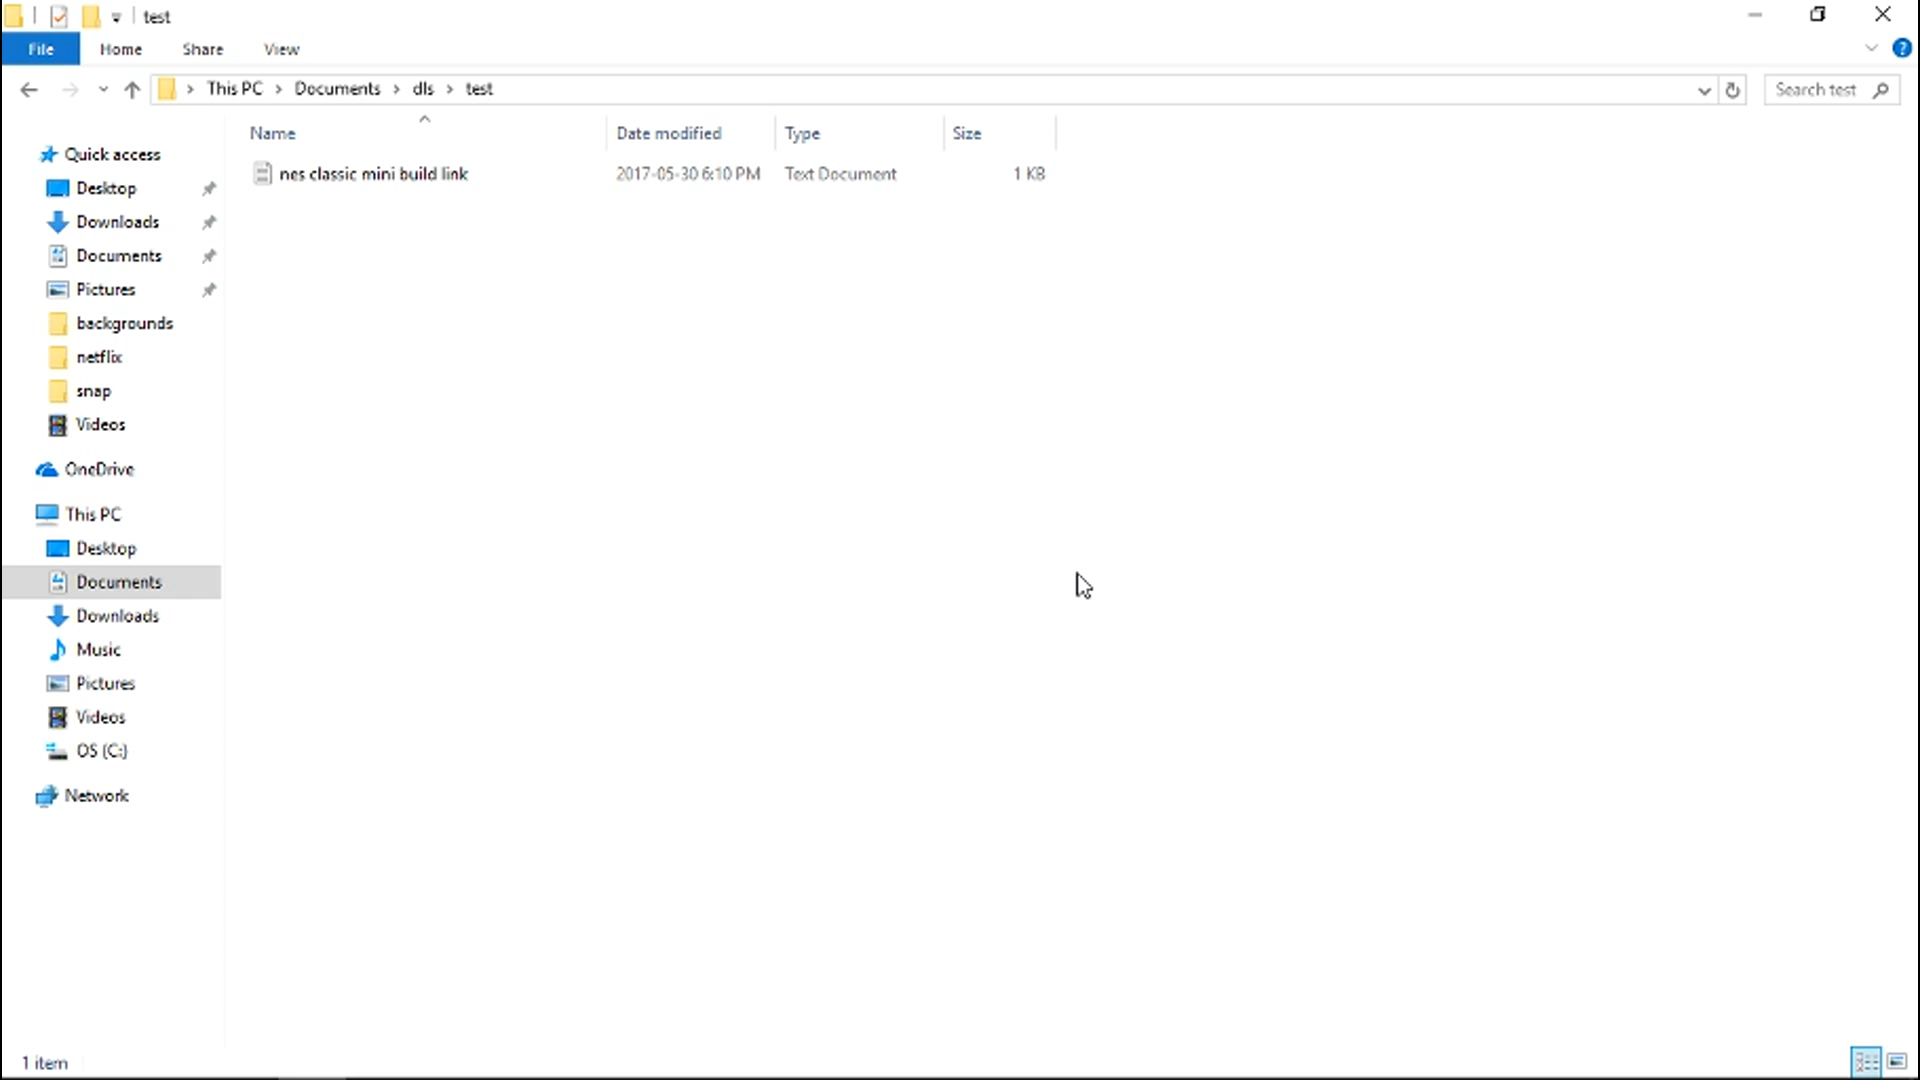 test
File Home Share View
This PC > Documents > dls > test
Search test
Name Date modified Type Size
nes classic mini build link 2017-05-30 6:10 PM Text Document 1 KB
Quick access
Desktop
Downloads
Documents
Pictures
backgrounds
netflix
snap
Videos
OneDrive
This PC
Desktop
Documents
Downloads
Music
Pictures
Videos
OS (C:)
Network
1 item